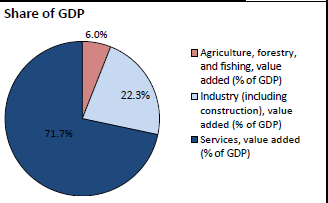 Share of GDP
6.0%
22.3%
71.7%
Agriculture, forestry,
and fishing, value
added (% of GDP)
Industry (including
construction), value
added (% of GDP)
Services, value added
(% of GDP)